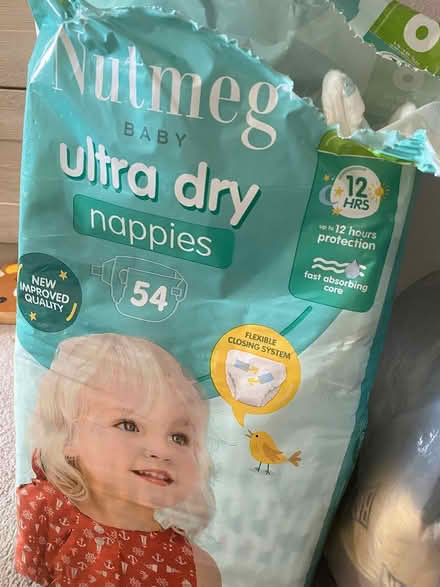 Nutmeg
BABY
ultra dry
nappies
54
NEW
IMPROVED
QUALITY
12
HRS
up to 12 hours
protection
fast absorbing
core
FLEXIBLE
CLOSING SYSTEM